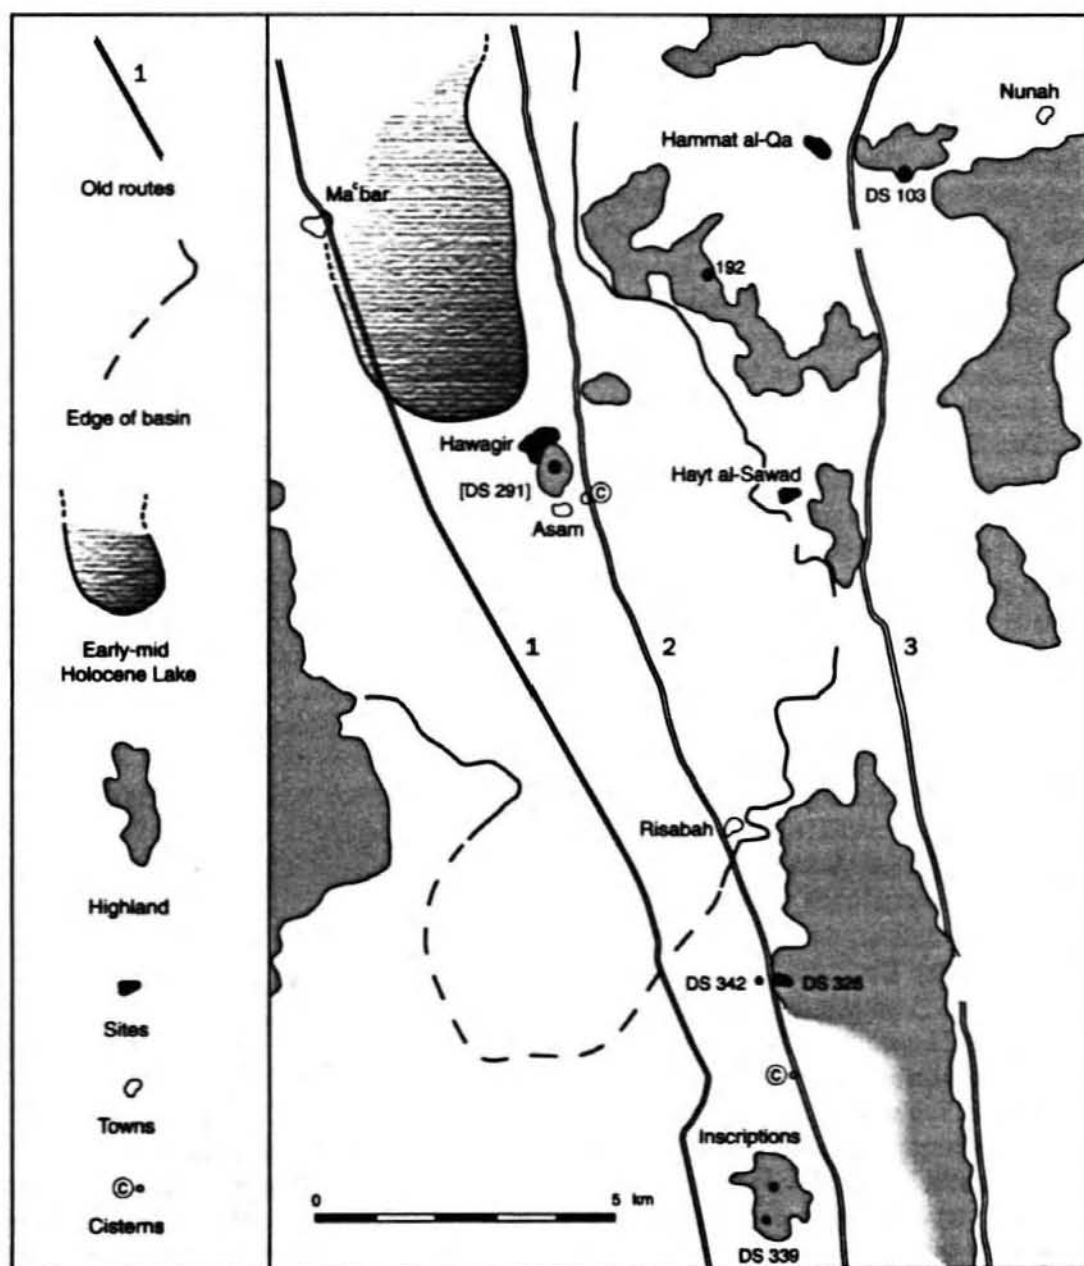 1
Old routes
Edge of basin
Early-mid
Holocene Lake
Highland
Sites
Towns
©
Cisterns
Nunah
Hammat al-Qa
DS 103
Maʿbar
192
Hawagir
[DS 291]
Hayt al-Sawad
©
Asam
1
2
3
Risabah
DS 342
DS 326
©
Inscriptions
0
5 km
DS 339